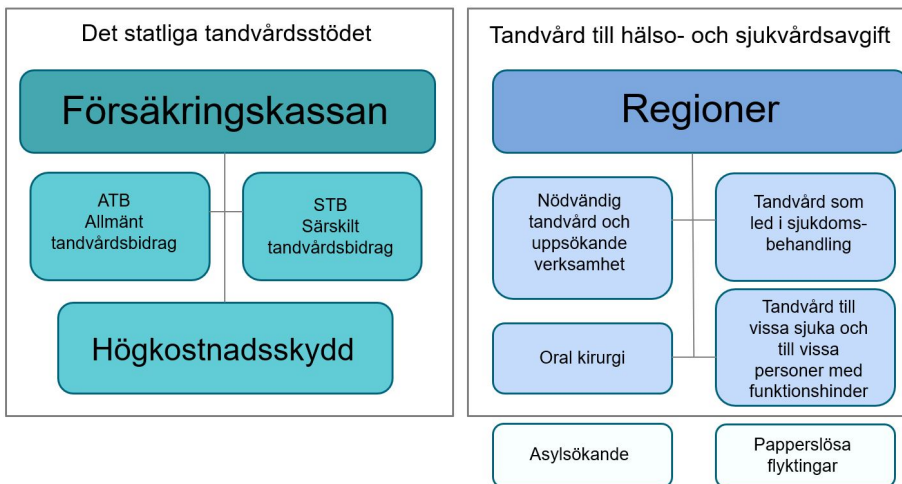 Det statliga tandvårdsstödet
Försäkringskassan
ATB
Allmänt
tandvårdsbidrag
STB
Särskilt
tandvårdsbidrag
Högkostnadsskydd
Tandvård till hälso- och sjukvårdsavgift
Regioner
Nödvändig
tandvård och
uppsökande
verksamhet
Tandvård som
led i sjukdoms-
behandling
Oral kirurgi
Tandvård till
vissa sjuka och
till vissa
personer med
funktionshinder
Asylsökande
Papperslösa
flyktingar